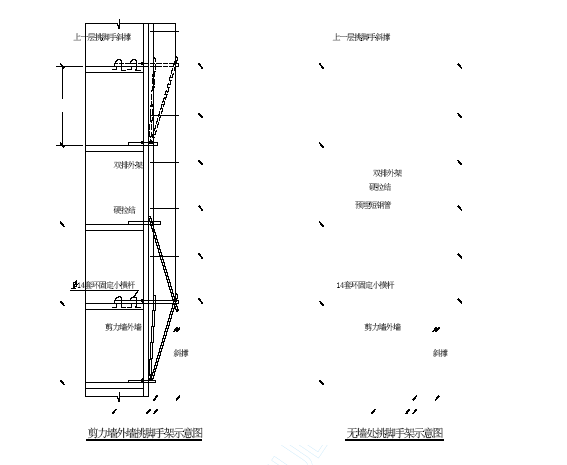 上一层挑脚手斜撑
上一层挑脚手斜撑
双排外架
双排外架
硬拉结
预埋短钢管
硬拉结
14套环固定小横杆
14套环固定小横杆
剪力墙外墙
剪力墙外墙
斜撑
斜撑
剪力墙外墙挑脚手架示意图
无墙处挑脚手架示意图